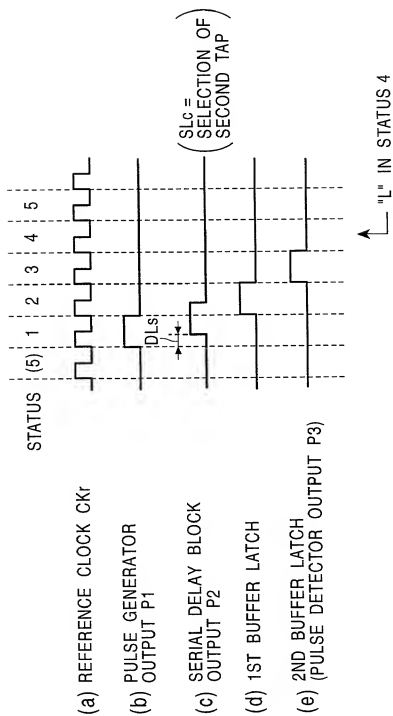 STATUS (5) 1 2 3 4 5
(a) REFERENCE CLOCK CKr
(b) PULSE GENERATOR
OUTPUT P1
DLs
(c) SERIAL DELAY BLOCK
OUTPUT P2
(SLc =
SELECTION OF
SECOND TAP)
(d) 1ST BUFFER LATCH
(e) 2ND BUFFER LATCH
(PULSE DETECTOR OUTPUT P3)
"L" IN STATUS 4